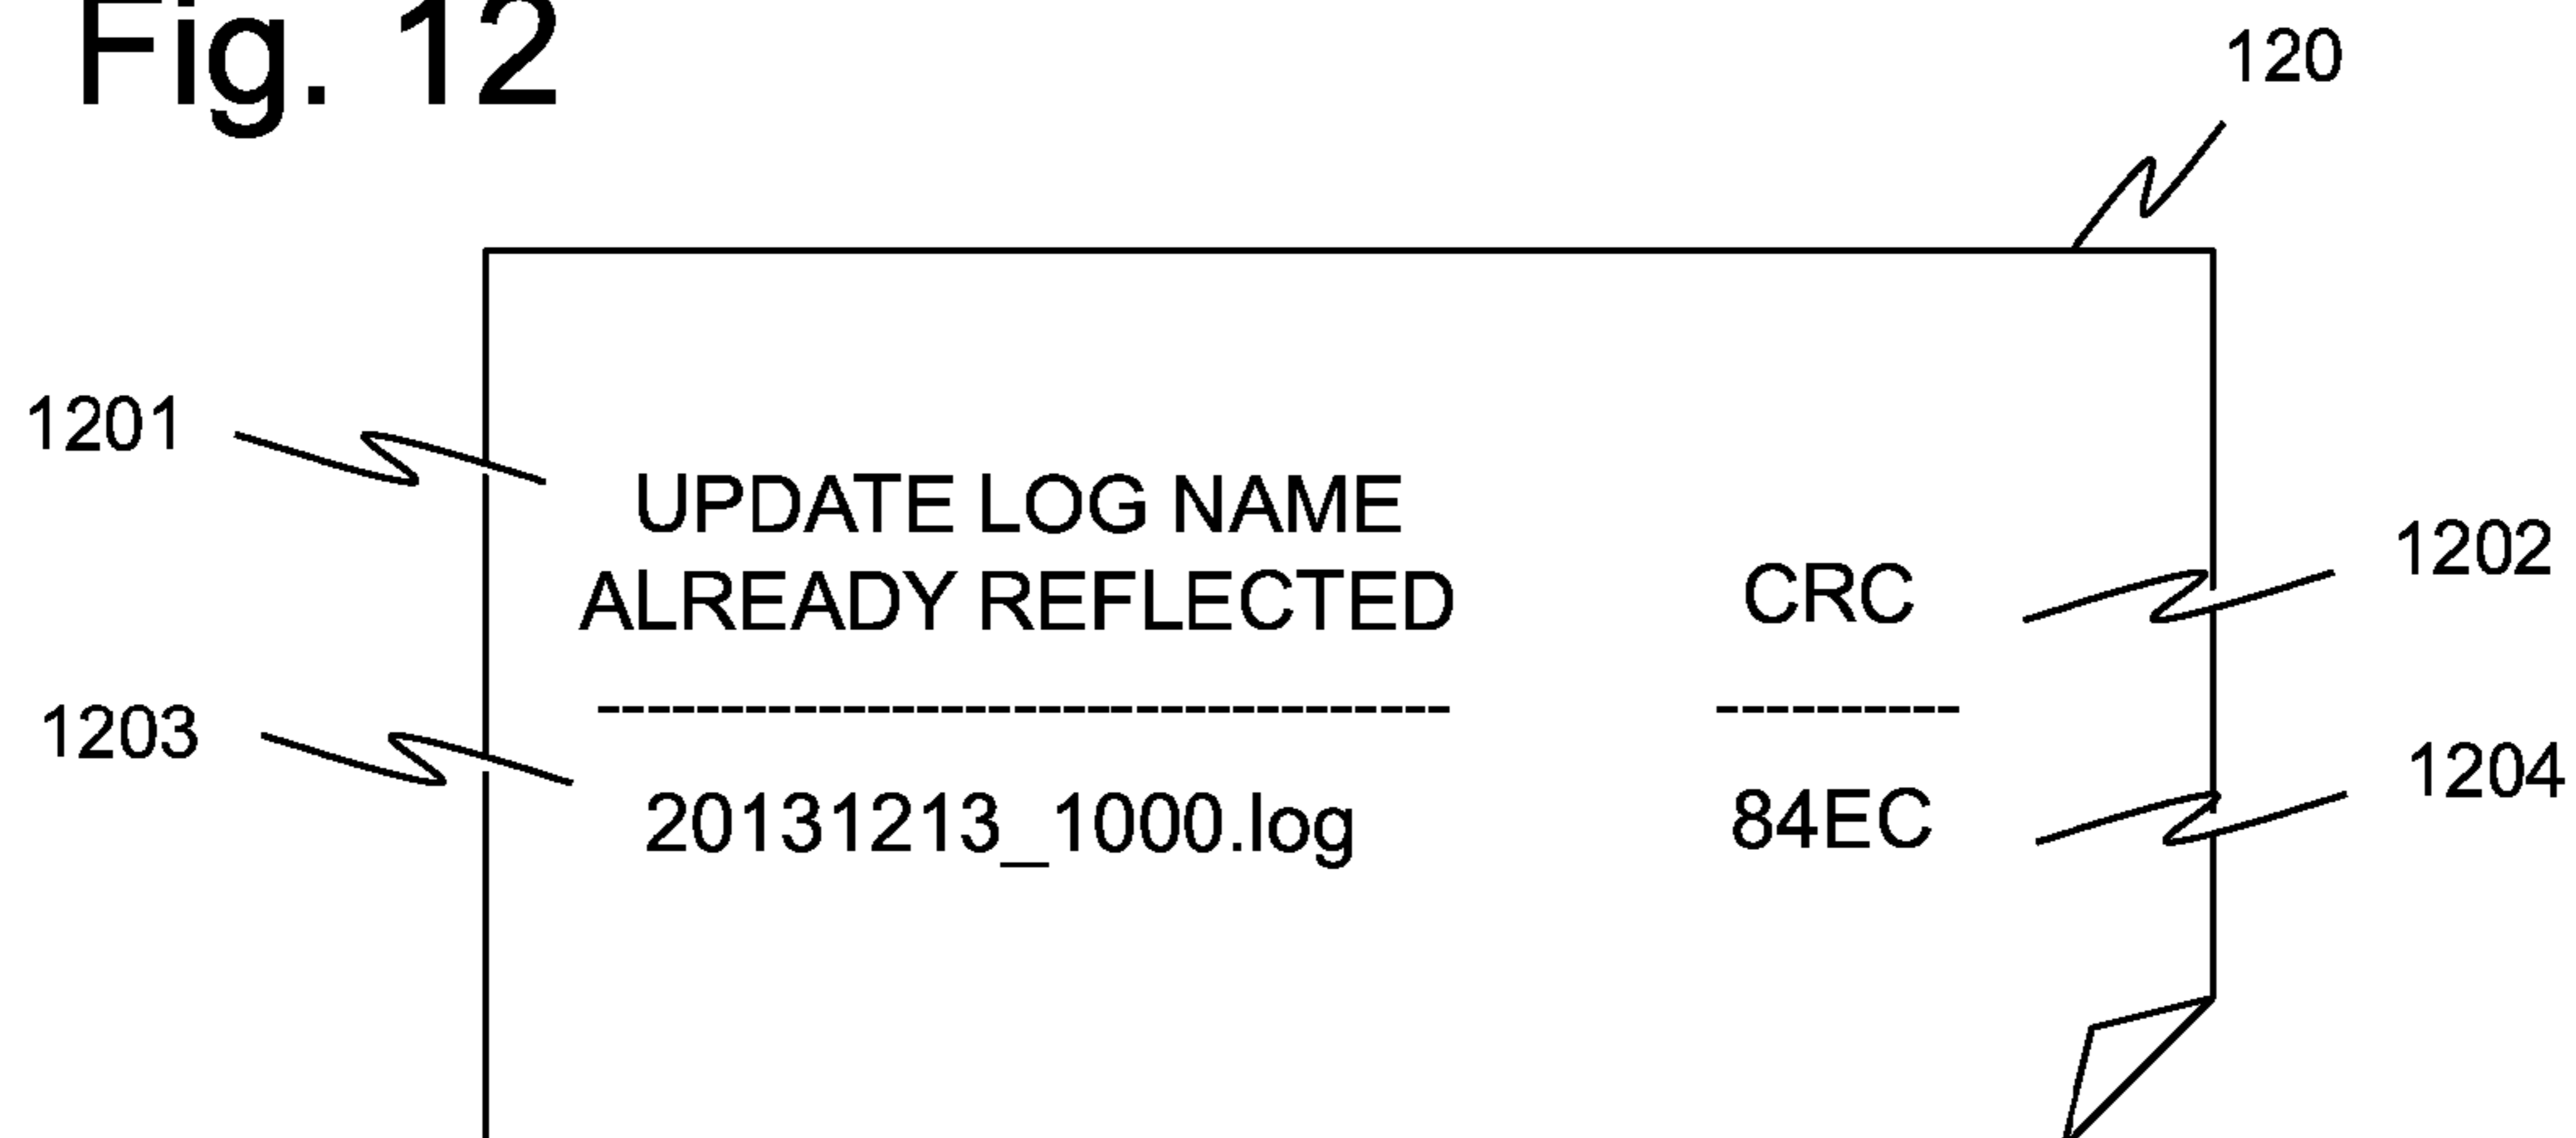 Fig. 12
120
1201
UPDATE LOG NAME
ALREADY REFLECTED
CRC
1202
----------------------------------- ----------
1203
20131213_1000.log
84EC
1204